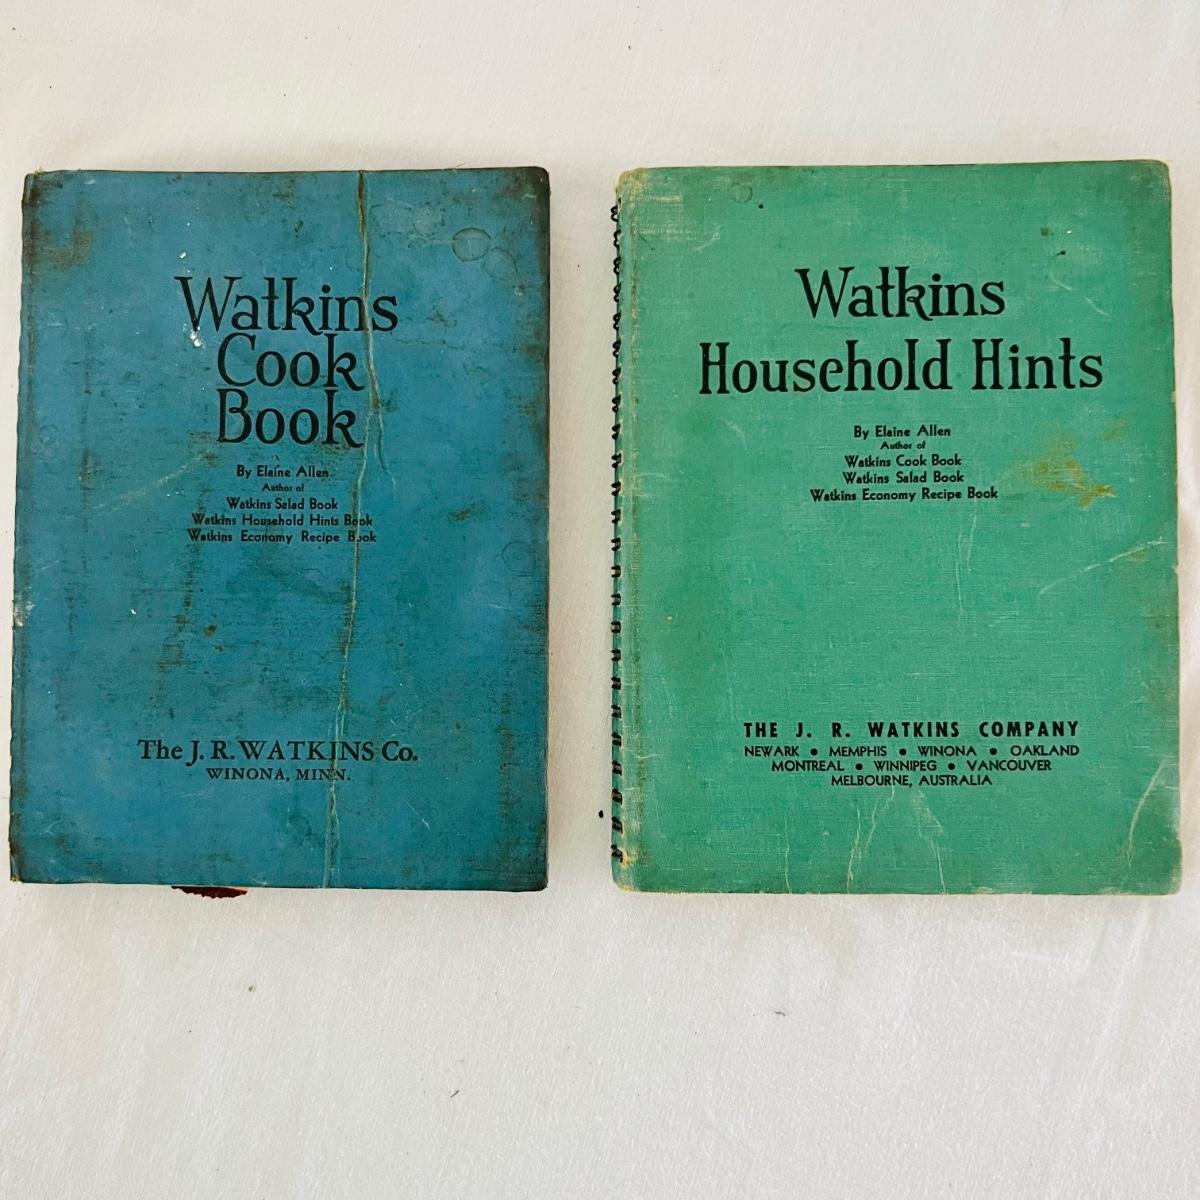 Watkins
Cook
Book
By Elaine Allen
Author of
Watkins Salad Book
Watkins Household Hints Book
Watkins Economy Recipe Book
The J. R. WATKINS Co.
WINONA, MINN.
Watkins
Household Hints
By Elaine Allen
Author of
Watkins Cook Book
Watkins Salad Book
Watkins Economy Recipe Book
THE J. R. WATKINS COMPANY
NEWARK • MEMPHIS • WINONA • OAKLAND
MONTREAL • WINNIPEG • VANCOUVER
MELBOURNE, AUSTRALIA